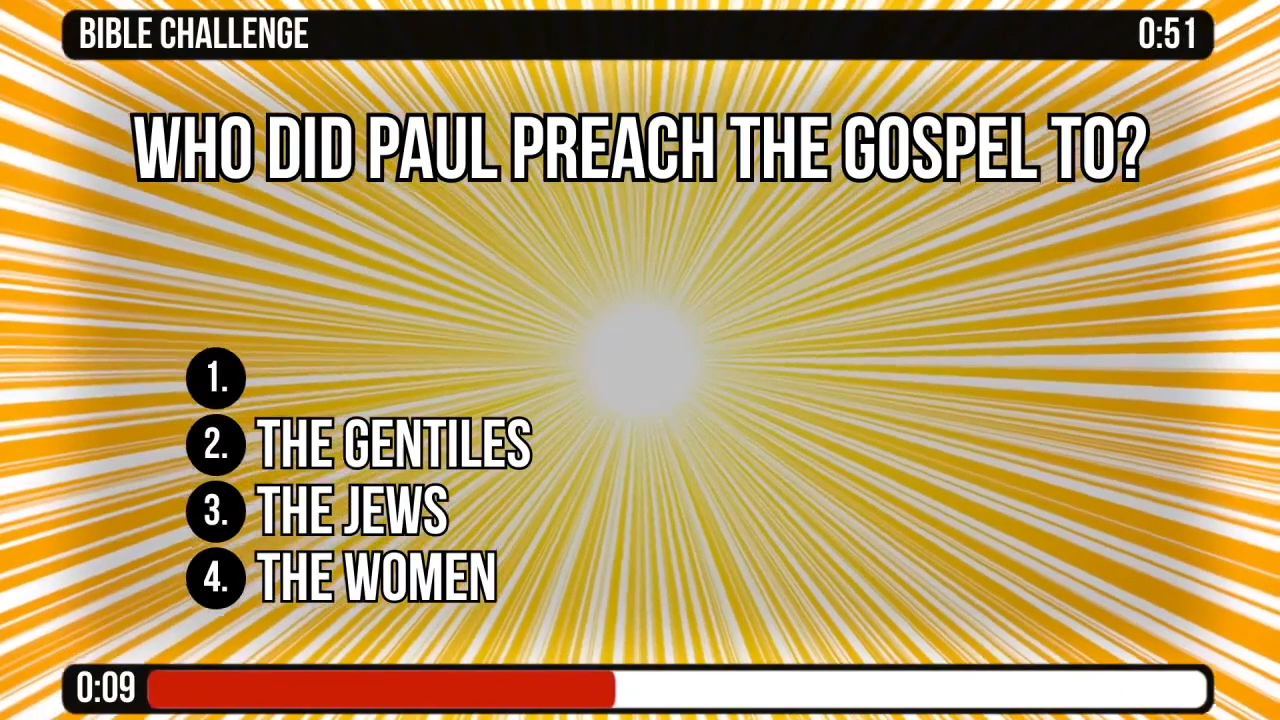 BIBLE CHALLENGE
0:51
WHO DID PAUL PREACH THE GOSPEL TO?
1.
2. THE GENTILES
3. THE JEWS
4. THE WOMEN
0:09